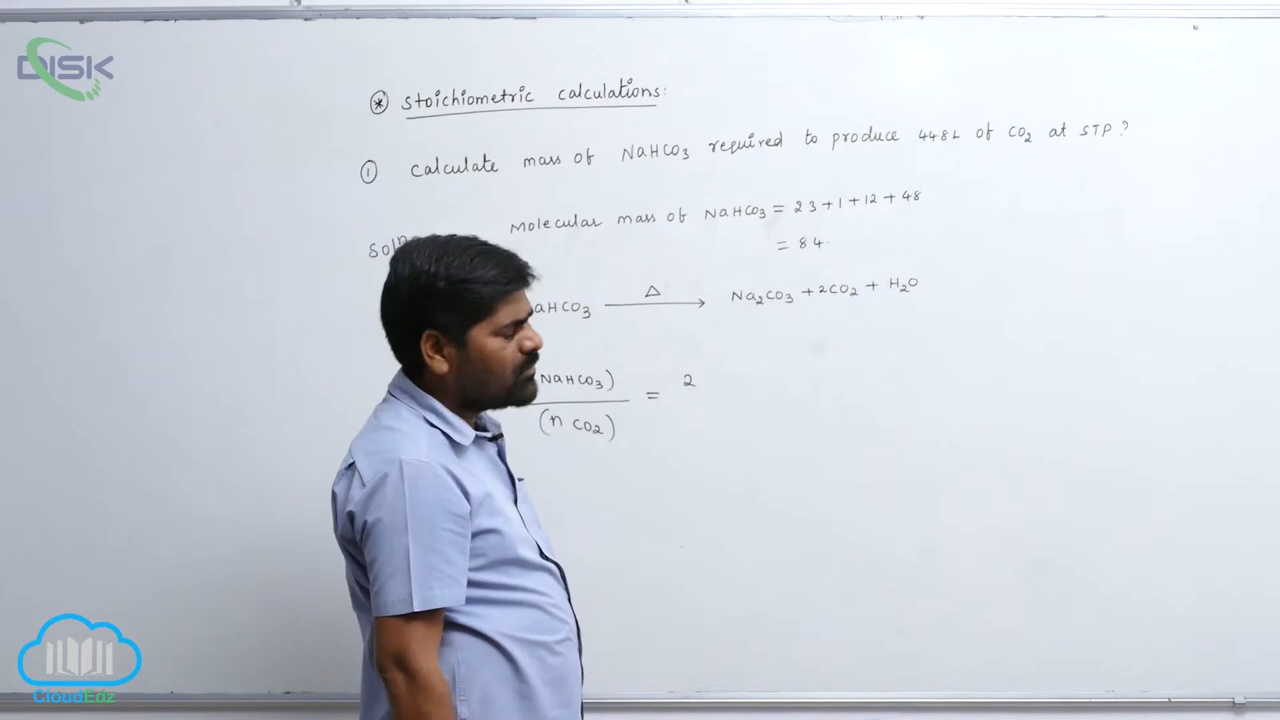 DISK
* Stoichiometric calculations:
① Calculate mass of NaHCO₃ required to produce 448L of CO₂ at STP?
Soln
Molecular mass of NaHCO₃ = 23+1+12+48
= 84.
aHCO₃ —Δ→ Na₂CO₃ + 2CO₂ + H₂O
NaHCO₃)
= 2
(n CO₂)
CloudEdz